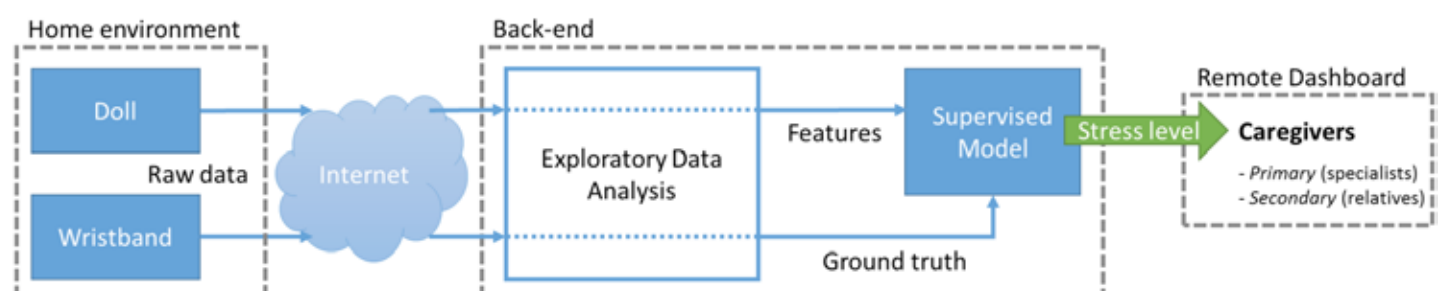 Home environment
Doll
Raw data
Wristband
Internet
Back-end
Exploratory Data
Analysis
Features
Ground truth
Supervised
Model
Stress level
Remote Dashboard
Caregivers
- Primary (specialists)
- Secondary (relatives)